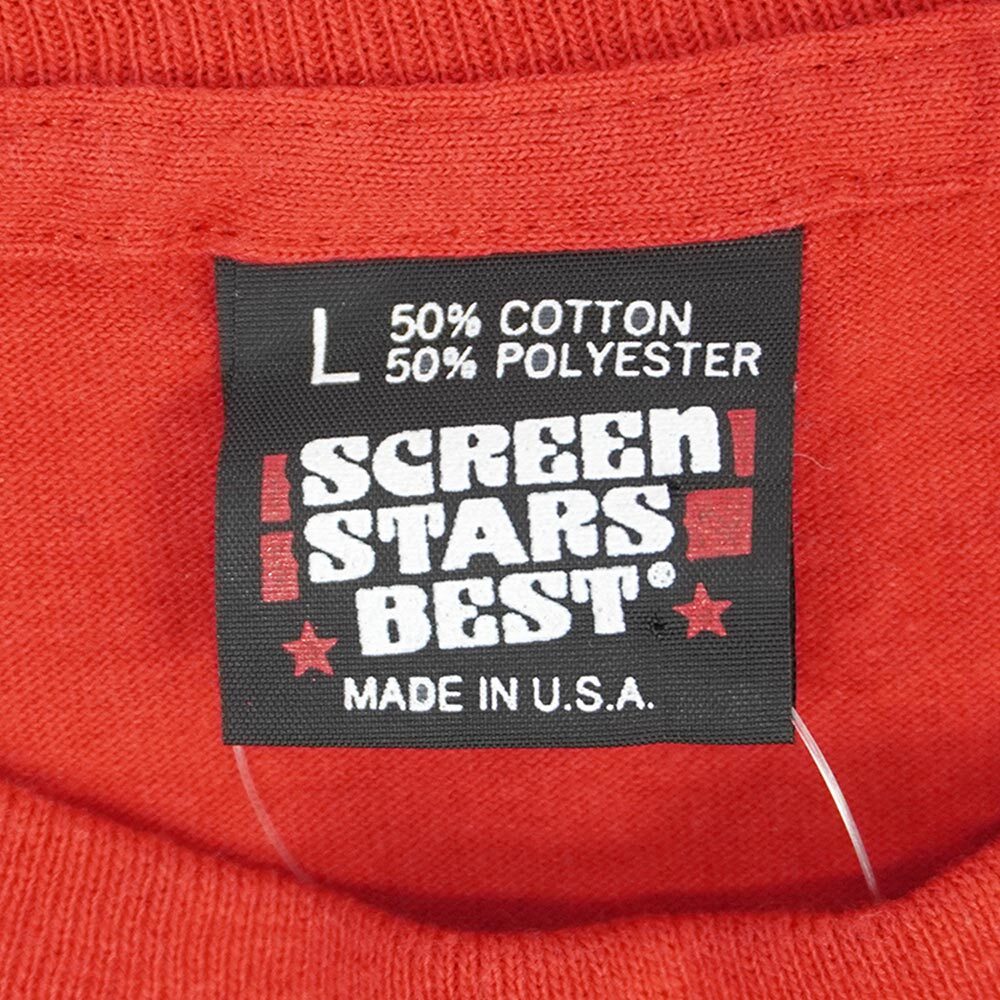 L 50% COTTON
50% POLYESTER
SCREEN
STARS
BEST®
MADE IN U.S.A.